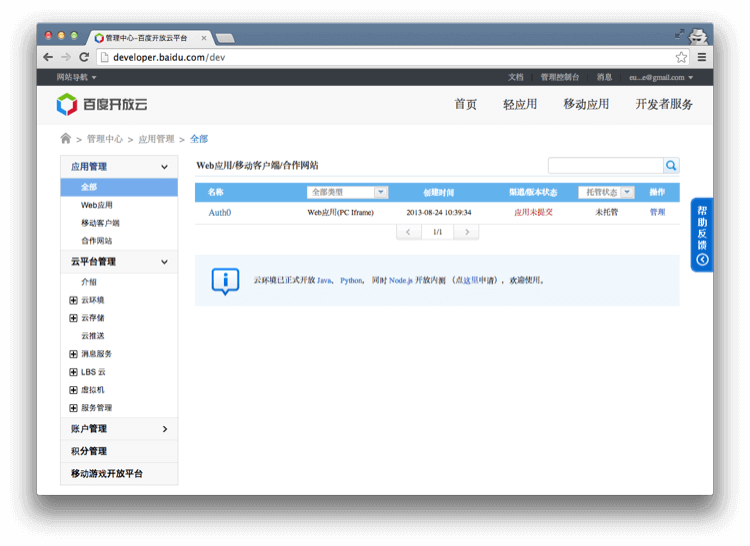 管理中心–百度开放云平台
developer.baidu.com/dev
网站导航
文档 管理控制台 消息 eu...e@gmail.com
百度开放云
首页 轻应用 移动应用 开发者服务
> 管理中心 > 应用管理 > 全部
应用管理
全部
Web应用
移动客户端
合作网站
云平台管理
介绍
云环境
云存储
云推送
消息服务
LBS 云
虚拟机
服务管理
账户管理
积分管理
移动游戏开放平台
Web应用/移动客户端/合作网站
名称 全部类型 创建时间 渠道/版本状态 托管状态 操作
Auth0 Web应用(PC Iframe) 2013-08-24 10:39:34 应用未提交 未托管 管理
< 1/1 >
云环境已正式开放 Java、 Python， 同时 Node.js 开放内测 （点这里申请），欢迎使用。
帮助反馈